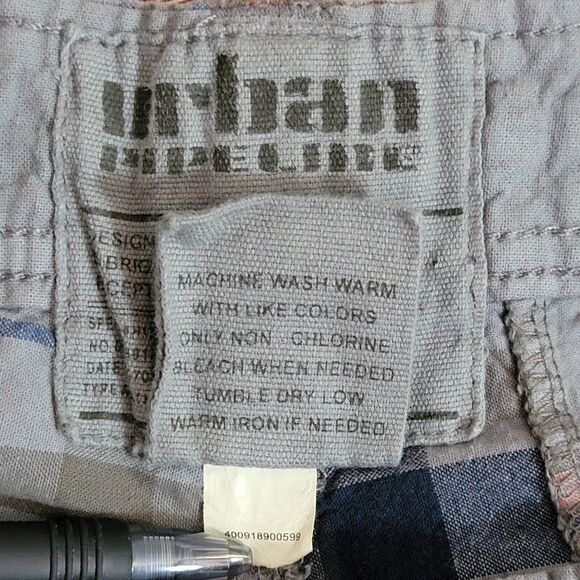 urban
PIPELINE
DESIGN
MACHINE WASH WARM
WITH LIKE COLORS
ONLY NON - CHLORINE
BLEACH WHEN NEEDED
TUMBLE DRY LOW
WARM IRON IF NEEDED
400918900599